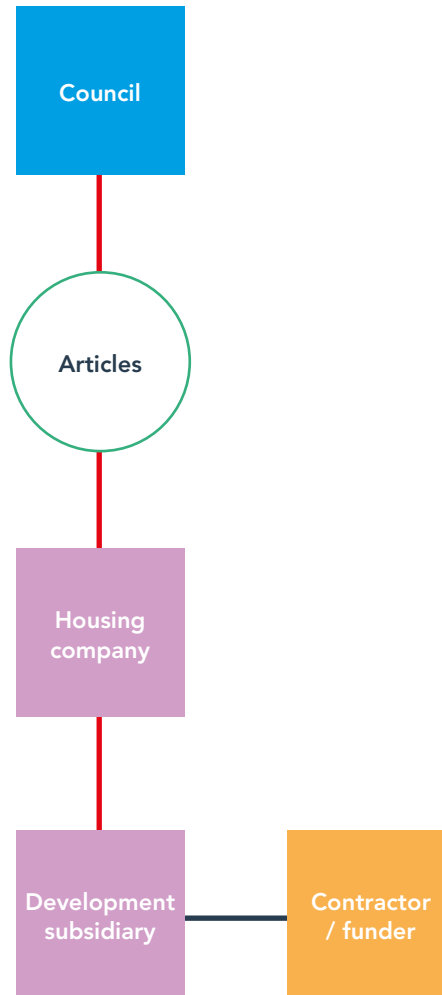 Council
Articles
Housing
company
Development
subsidiary
Contractor
/ funder